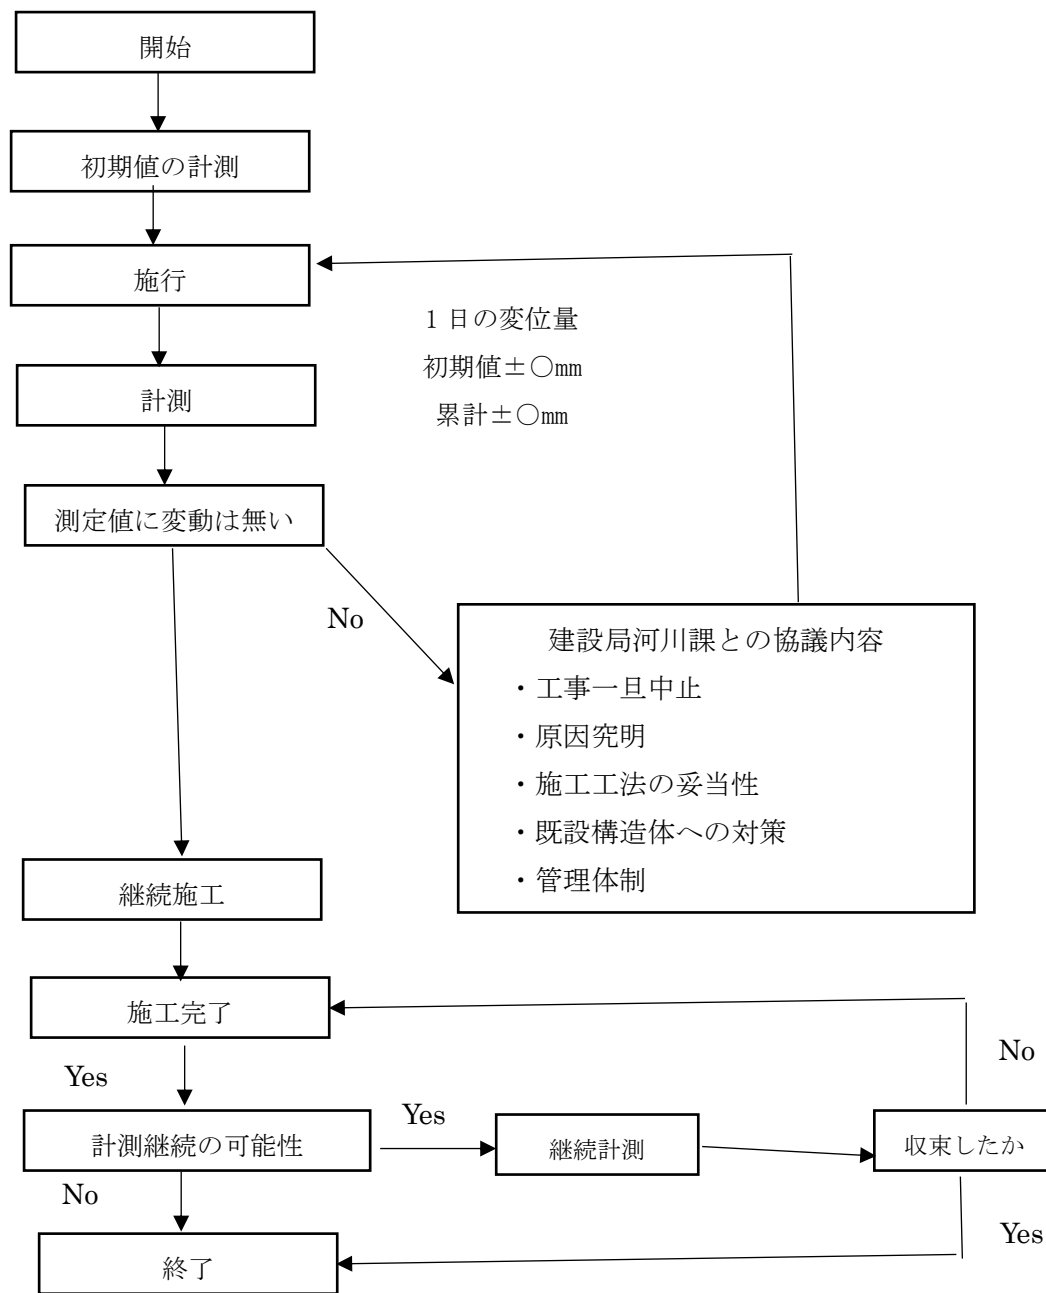 開始
初期値の計測
施行
1日の変位量
初期値±○㎜
累計±○㎜
計測
測定値に変動は無い
No
建設局河川課との協議内容
・工事一旦中止
・原因究明
・施工工法の妥当性
・既設構造体への対策
・管理体制
継続施工
施工完了
No
Yes
計測継続の可能性
Yes
継続計測
収束したか
No
Yes
終了